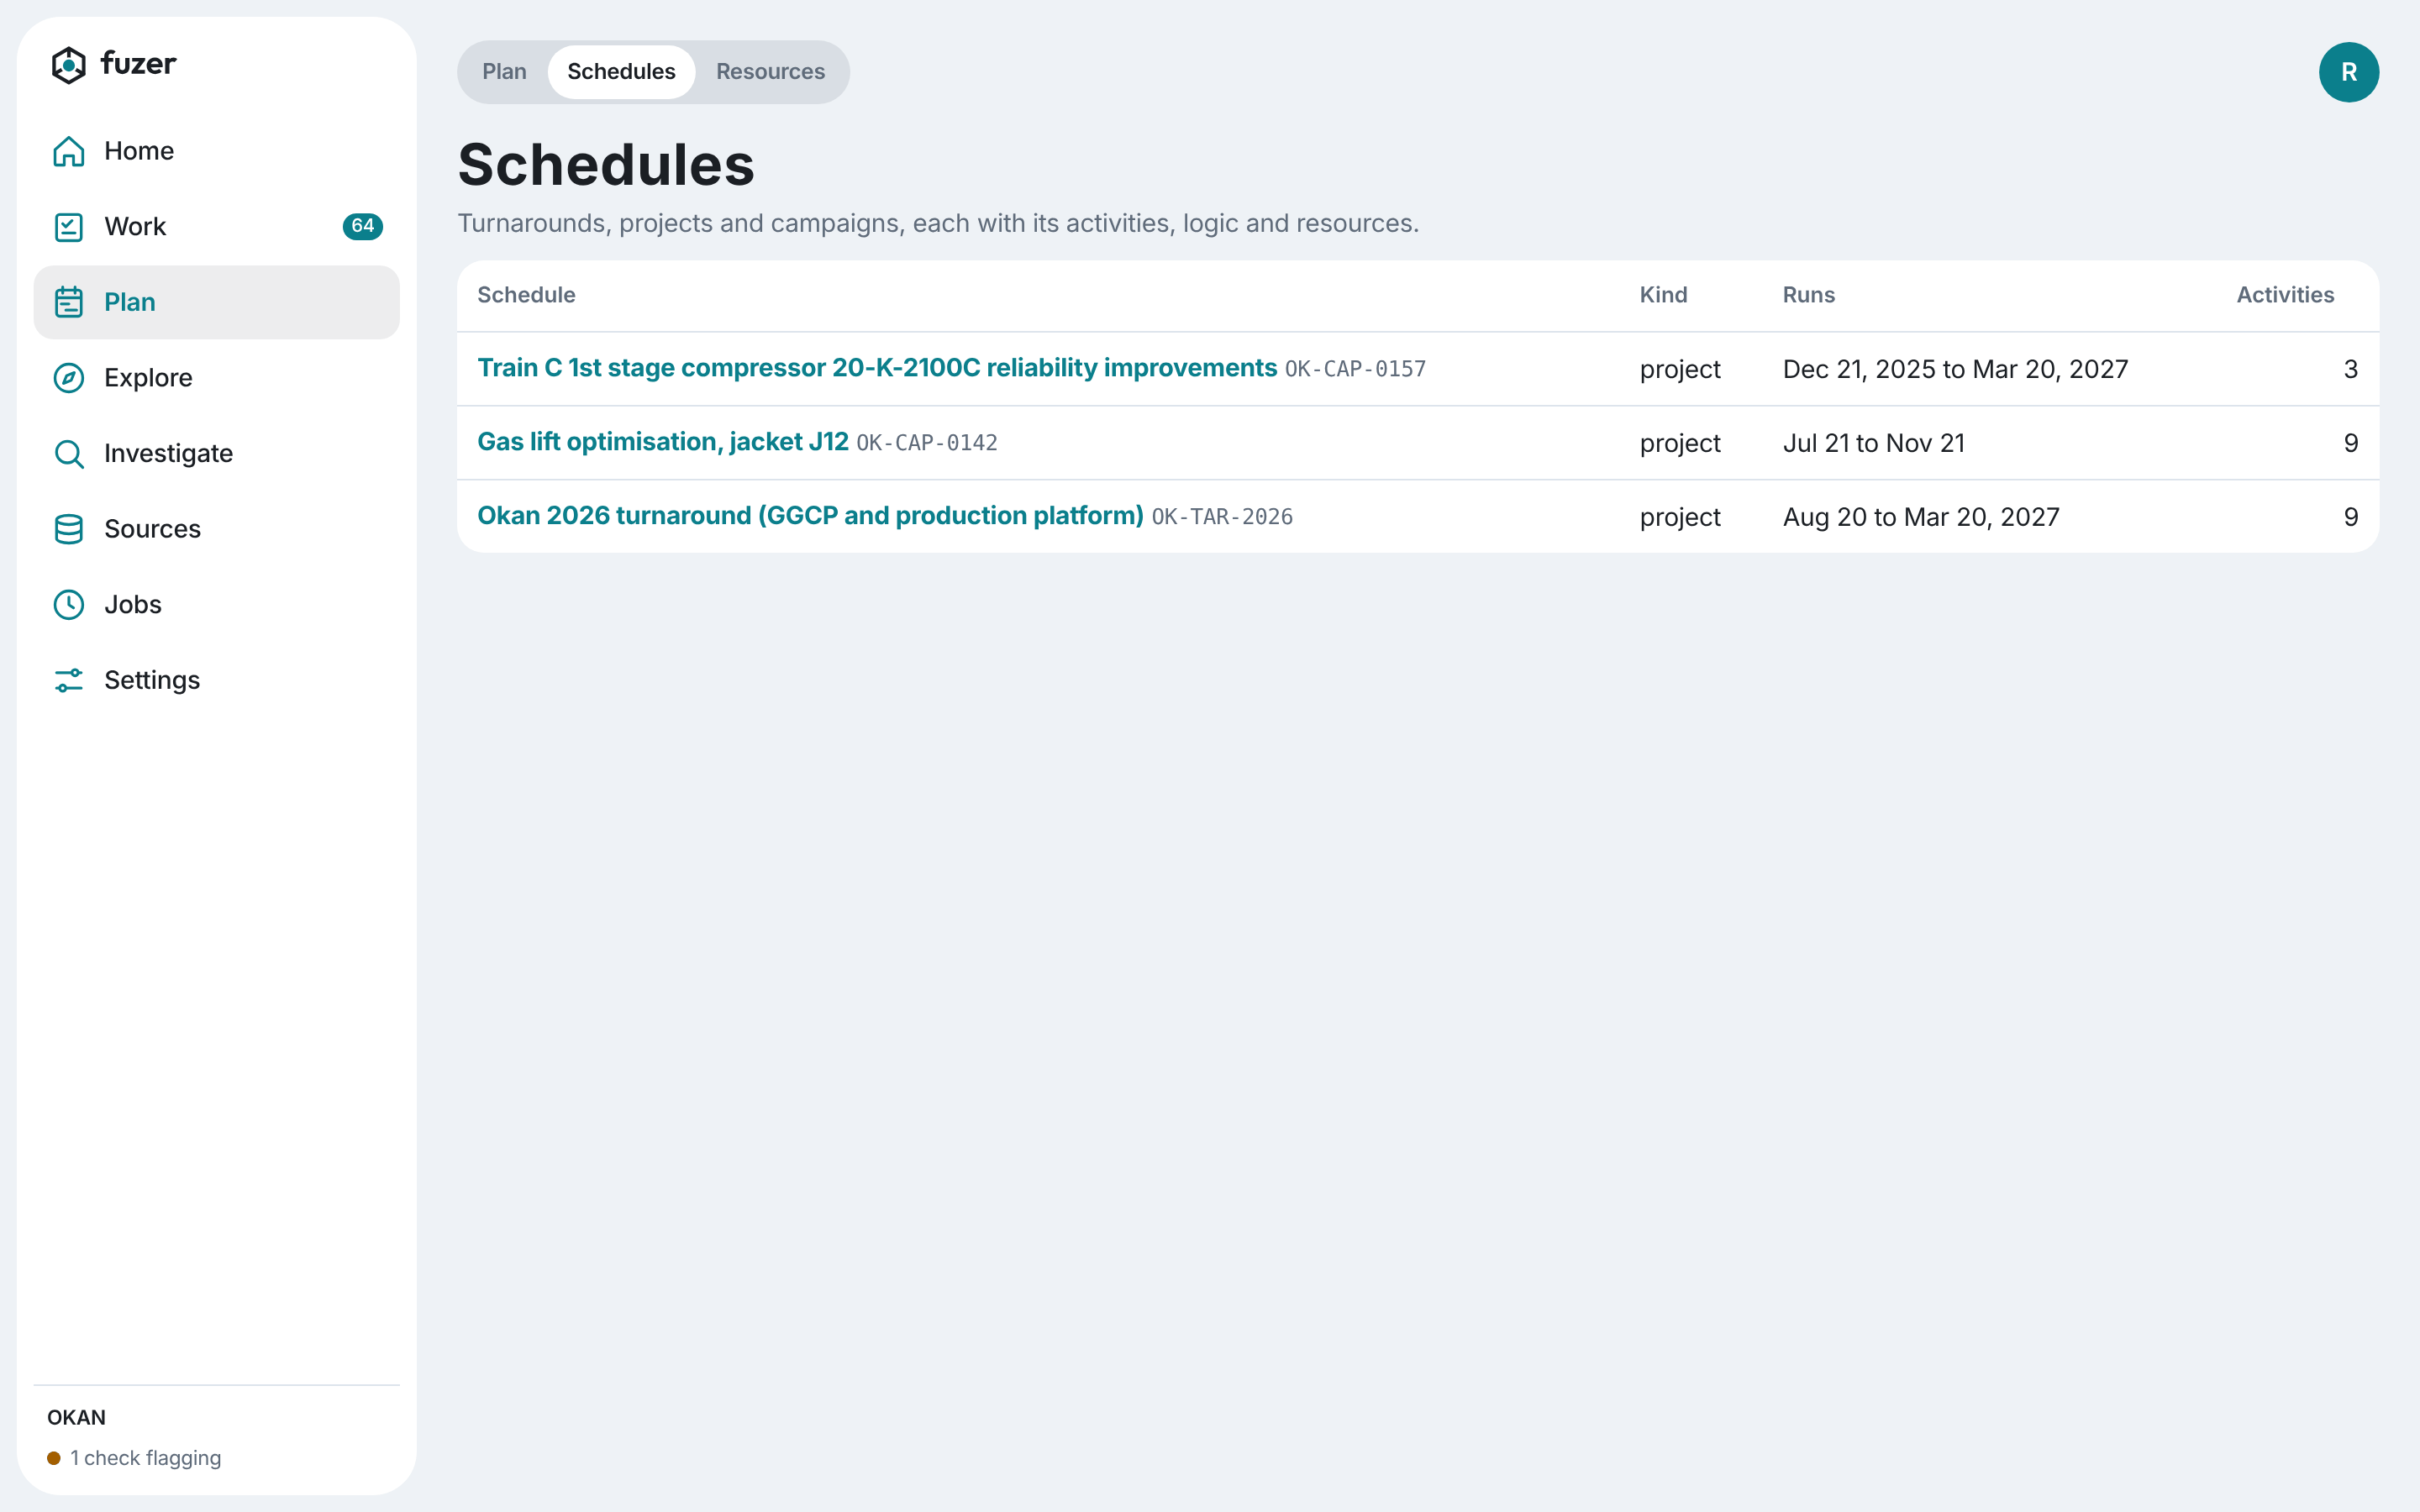 fuzer
Home
Work 64
Plan
Explore
Investigate
Sources
Jobs
Settings
OKAN
1 check flagging
Plan Schedules Resources
R
Schedules
Turnarounds, projects and campaigns, each with its activities, logic and resources.
Schedule Kind Runs Activities
Train C 1st stage compressor 20-K-2100C reliability improvements OK-CAP-0157 project Dec 21, 2025 to Mar 20, 2027 3
Gas lift optimisation, jacket J12 OK-CAP-0142 project Jul 21 to Nov 21 9
Okan 2026 turnaround (GGCP and production platform) OK-TAR-2026 project Aug 20 to Mar 20, 2027 9